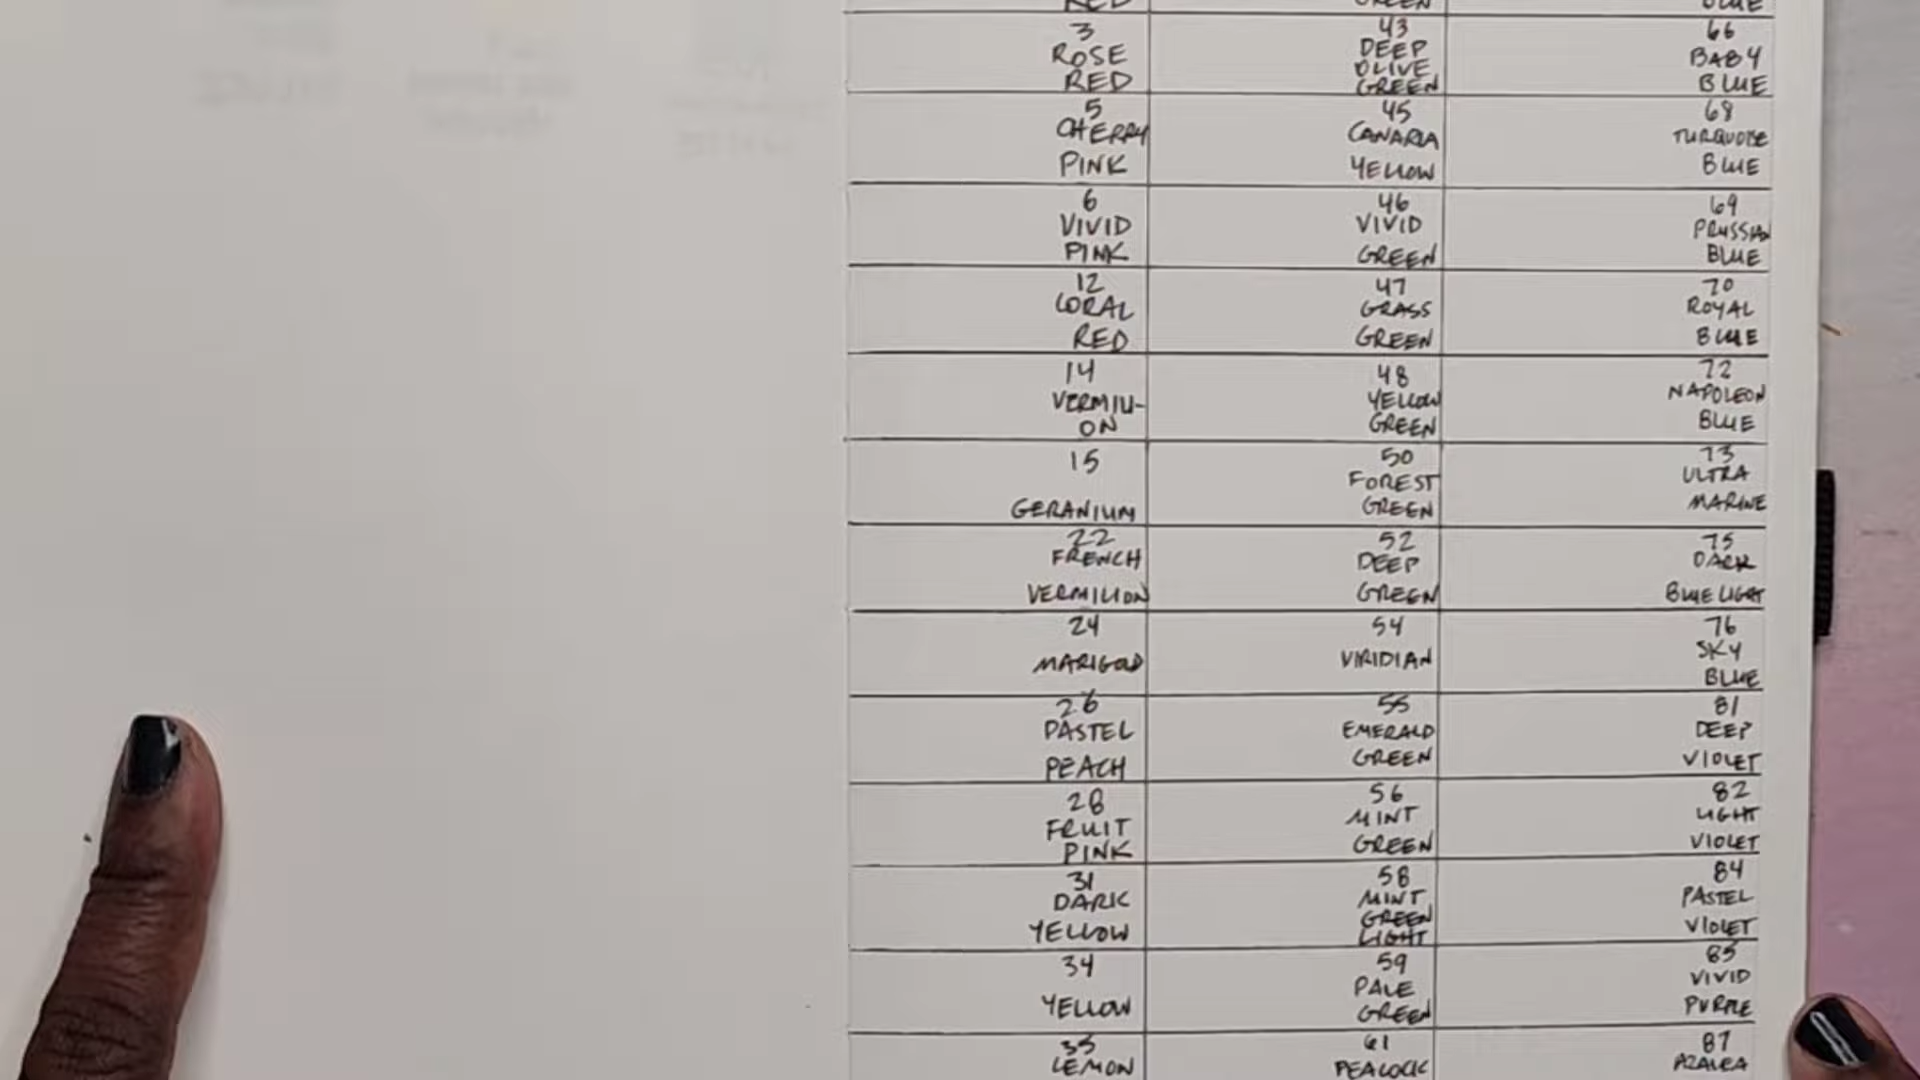 RED
GREEN
BLUE
3
ROSE
RED
43
DEEP
OLIVE
GREEN
66
BABY
BLUE
5
CHERRY
PINK
45
CANARIA
YELLOW
68
TURQUOISE
BLUE
6
VIVID
PINK
46
VIVID
GREEN
69
PRUSSIAN
BLUE
12
CORAL
RED
47
GRASS
GREEN
70
ROYAL
BLUE
14
VERMILI-
ON
48
YELLOW
GREEN
72
NAPOLEON
BLUE
15
GERANIUM
50
FOREST
GREEN
73
ULTRA
MARINE
22
FRENCH
VERMILION
52
DEEP
GREEN
75
DARK
BLUE LIGHT
24
MARIGOLD
54
VIRIDIAN
76
SKY
BLUE
26
PASTEL
PEACH
55
EMERALD
GREEN
81
DEEP
VIOLET
28
FRUIT
PINK
56
MINT
GREEN
82
LIGHT
VIOLET
31
DARK
YELLOW
58
MINT
GREEN
LIGHT
84
PASTEL
VIOLET
34
YELLOW
59
PALE
GREEN
85
VIVID
PURPLE
35
LEMON
61
PEACOCK
87
AZALEA